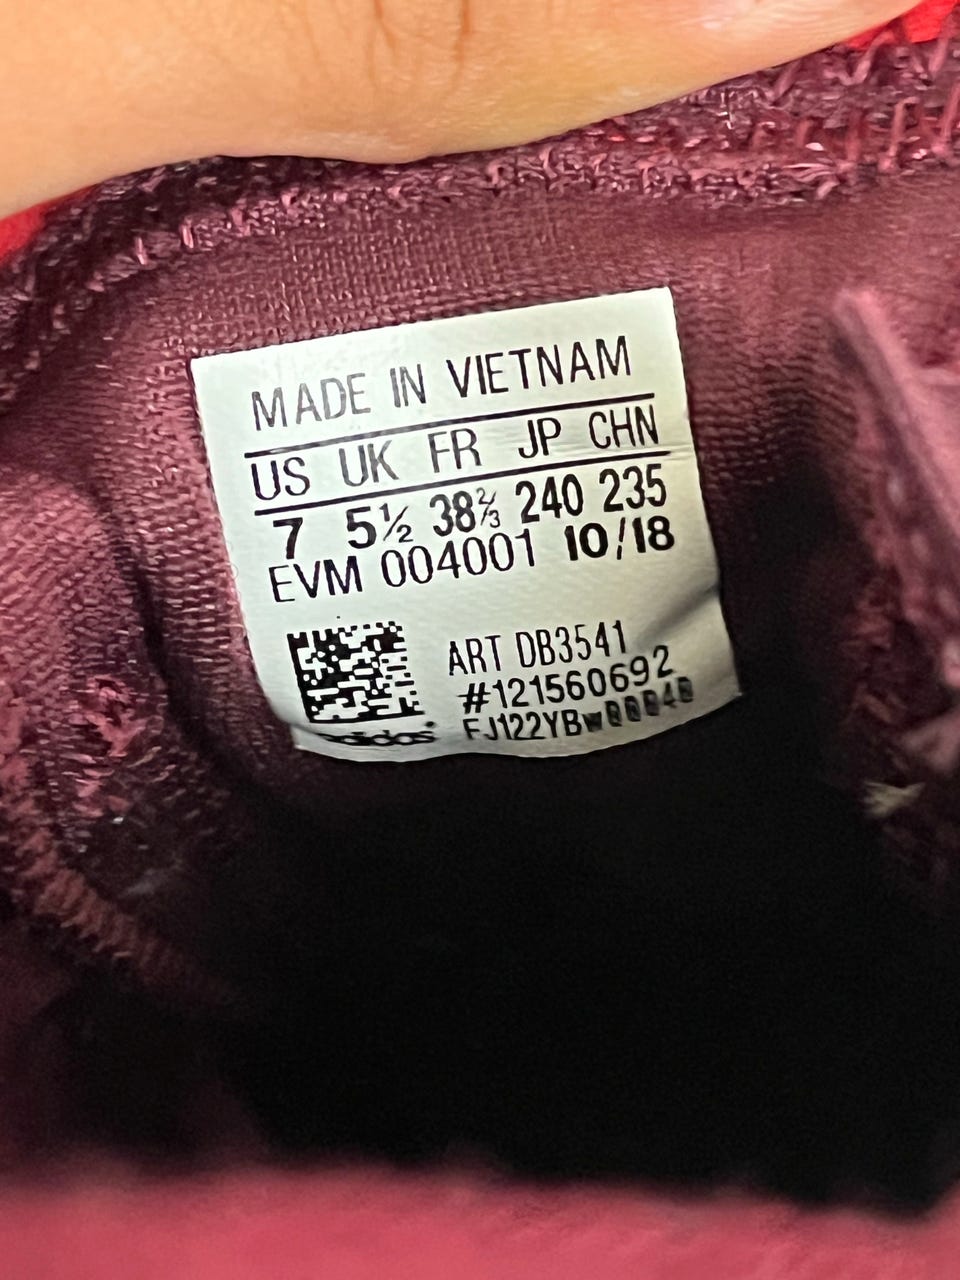 MADE IN VIETNAM
US UK FR JP CHN
7 5½ 38⅔ 240 235
EVM 004001 10/18
ART DB3541
#121560692
adidas